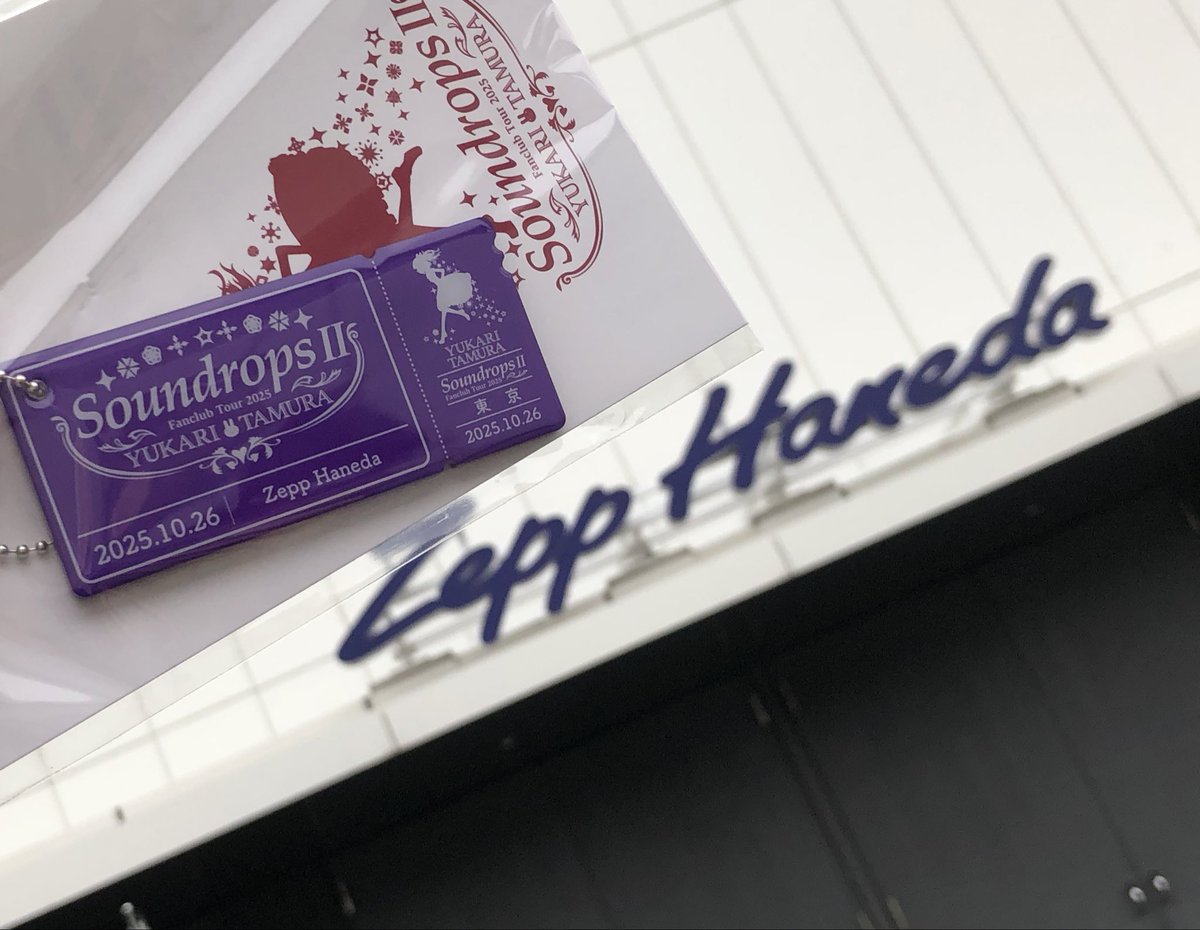 Soundrops II
Fanclub Tour 2025
YUKARI TAMURA
Soundrops II
Fanclub Tour 2025
YUKARI TAMURA
2025.10.26
Zepp Haneda
YUKARI
TAMURA
Soundrops II
Fanclub Tour 2025
東京
2025.10.26
Zepp Haneda